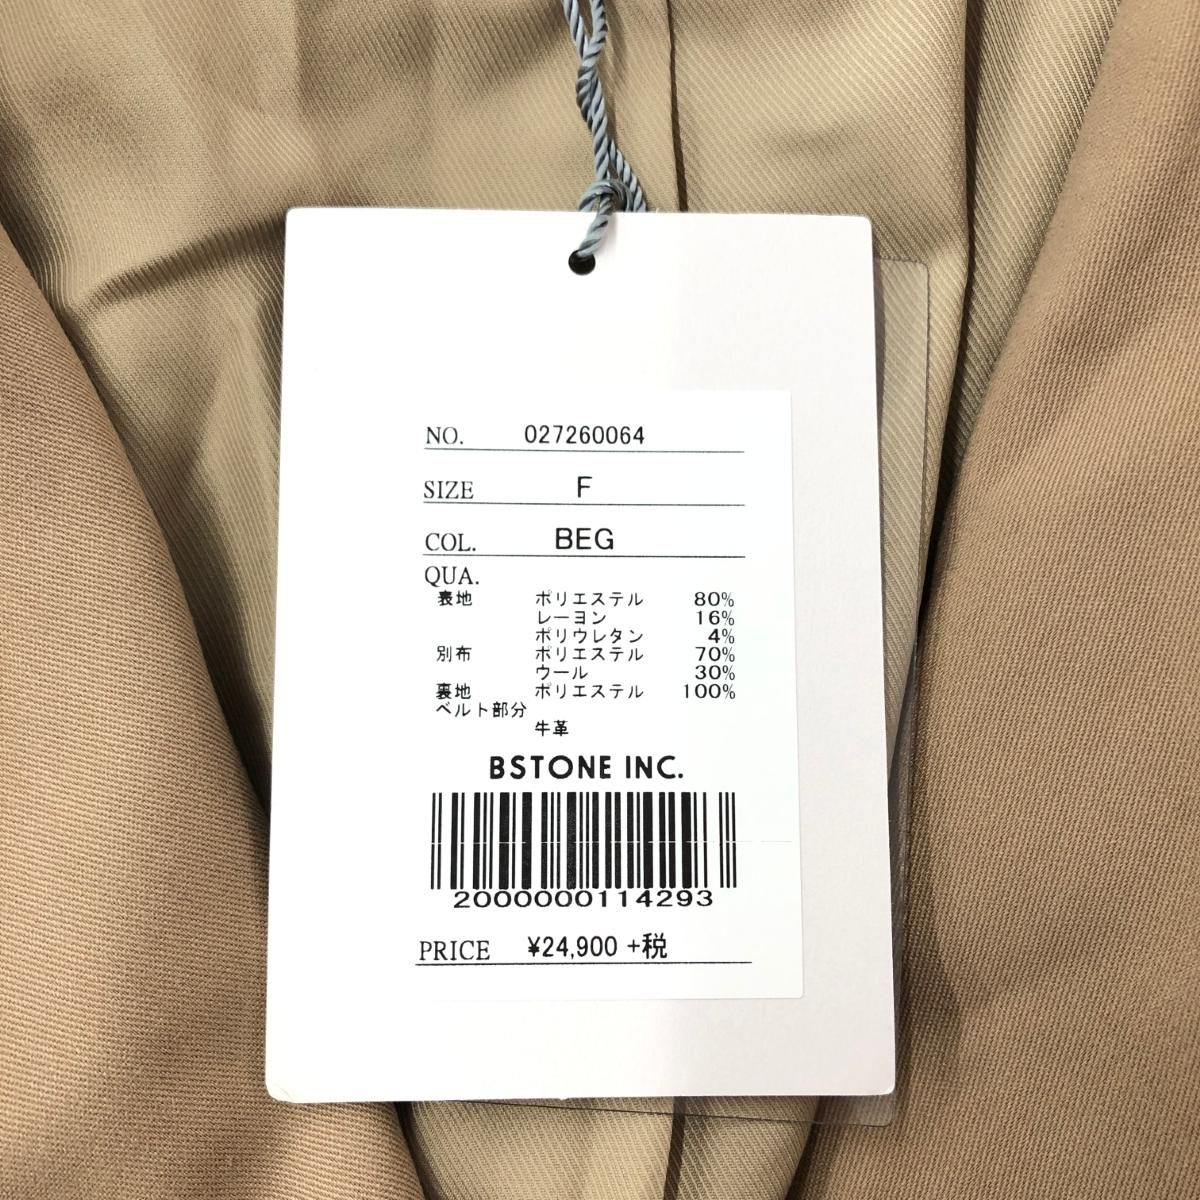 NO. 027260064
SIZE F
COL. BEG
QUA.
表地 ポリエステル 80%
レーヨン 16%
ポリウレタン 4%
別布 ポリエステル 70%
ウール 30%
裏地 ポリエステル 100%
ベルト部分
牛革
BSTONE INC.
2000000114293
PRICE ¥24,900 +税